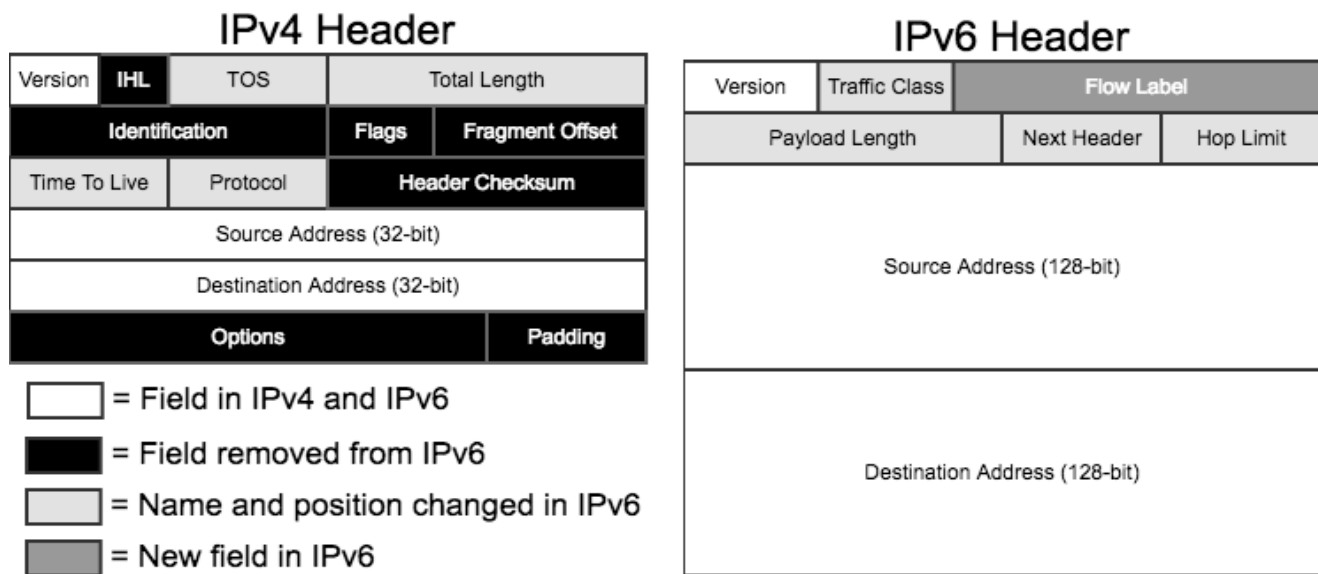 IPv4 Header
Version IHL TOS Total Length
Identification Flags Fragment Offset
Time To Live Protocol Header Checksum
Source Address (32-bit)
Destination Address (32-bit)
Options Padding
= Field in IPv4 and IPv6
= Field removed from IPv6
= Name and position changed in IPv6
= New field in IPv6
IPv6 Header
Version Traffic Class Flow Label
Payload Length Next Header Hop Limit
Source Address (128-bit)
Destination Address (128-bit)